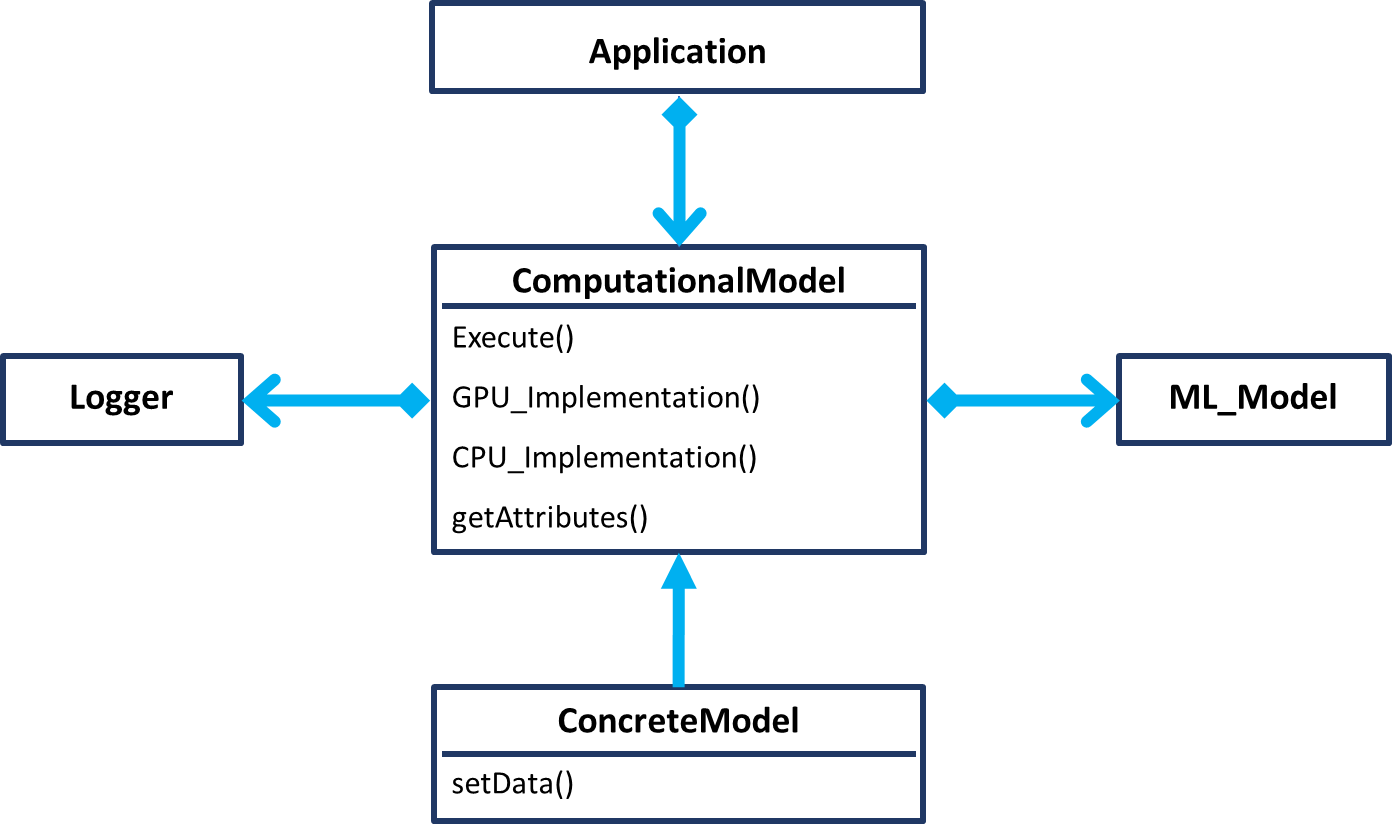 Application
ComputationalModel
Execute()
GPU_Implementation()
CPU_Implementation()
getAttributes()
Logger
ML_Model
ConcreteModel
setData()